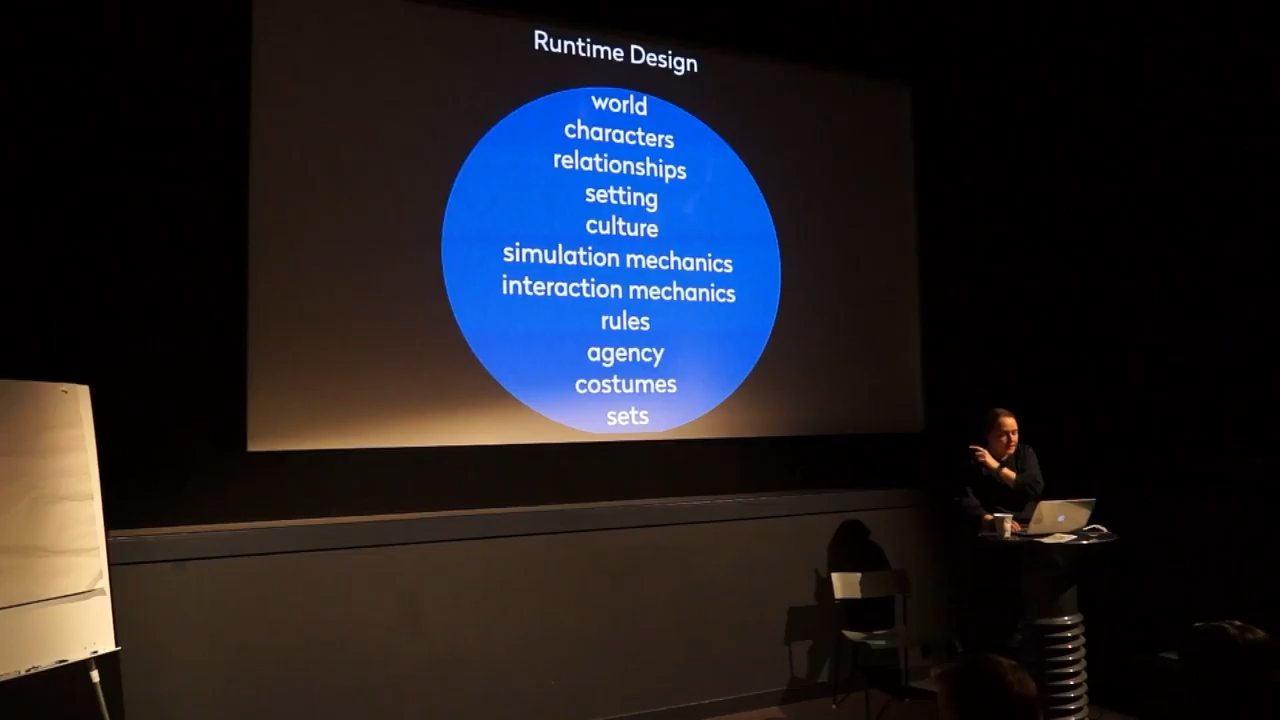 Runtime Design
world
characters
relationships
setting
culture
simulation mechanics
interaction mechanics
rules
agency
costumes
sets